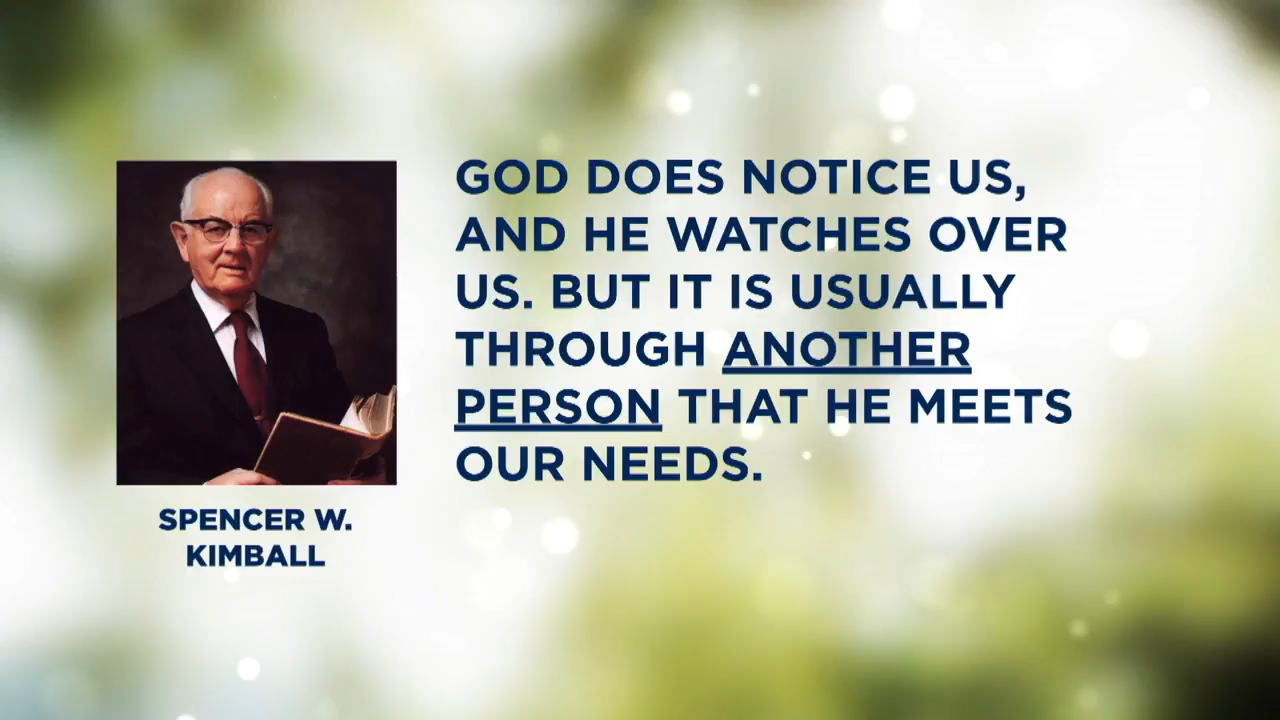 GOD DOES NOTICE US,
AND HE WATCHES OVER
US. BUT IT IS USUALLY
THROUGH ANOTHER
PERSON THAT HE MEETS
OUR NEEDS.
SPENCER W.
KIMBALL